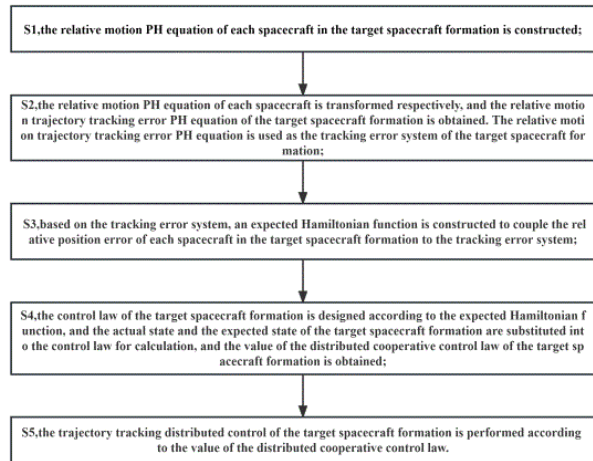 S1,the relative motion PH equation of each spacecraft in the target spacecraft formation is constructed;
S2,the relative motion PH equation of each spacecraft is transformed respectively, and the relative motio
n trajectory tracking error PH equation of the target spacecraft formation is obtained. The relative moti
on trajectory tracking error PH equation is used as the tracking error system of the target spacecraft for
mation;
S3,based on the tracking error system, an expected Hamiltonian function is constructed to couple the rel
ative position error of each spacecraft in the target spacecraft formation to the tracking error system;
S4,the control law of the target spacecraft formation is designed according to the expected Hamiltonian f
unction, and the actual state and the expected state of the target spacecraft formation are substituted int
o the control law for calculation, and the value of the distributed cooperative control law of the target sp
acecraft formation is obtained;
S5,the trajectory tracking distributed control of the target spacecraft formation is performed according
to the value of the distributed cooperative control law.